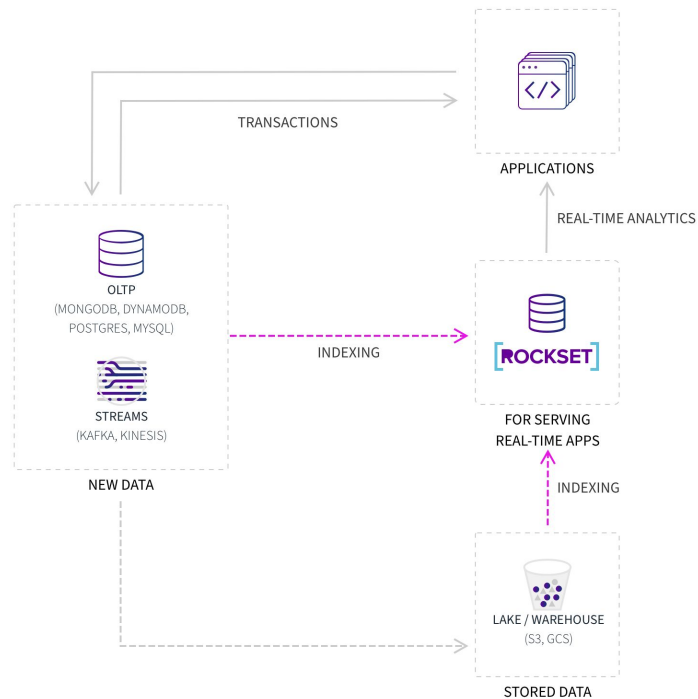 </>
TRANSACTIONS
APPLICATIONS
REAL-TIME ANALYTICS
OLTP
(MONGODB, DYNAMODB,
POSTGRES, MYSQL)
INDEXING
[ROCKSET]
STREAMS
(KAFKA, KINESIS)
FOR SERVING
REAL-TIME APPS
NEW DATA
INDEXING
LAKE / WAREHOUSE
(S3, GCS)
STORED DATA